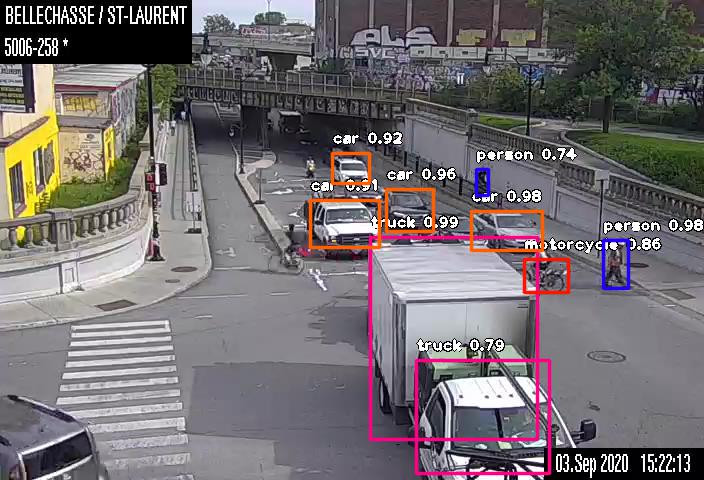 BELLECHASSE / ST-LAURENT
5006-258 *
car 0.92
person 0.74
car 0.96
car 0.91
car 0.98
truck 0.99
person 0.98
motorcycle 0.86
truck 0.79
03.Sep 2020 15:22:13